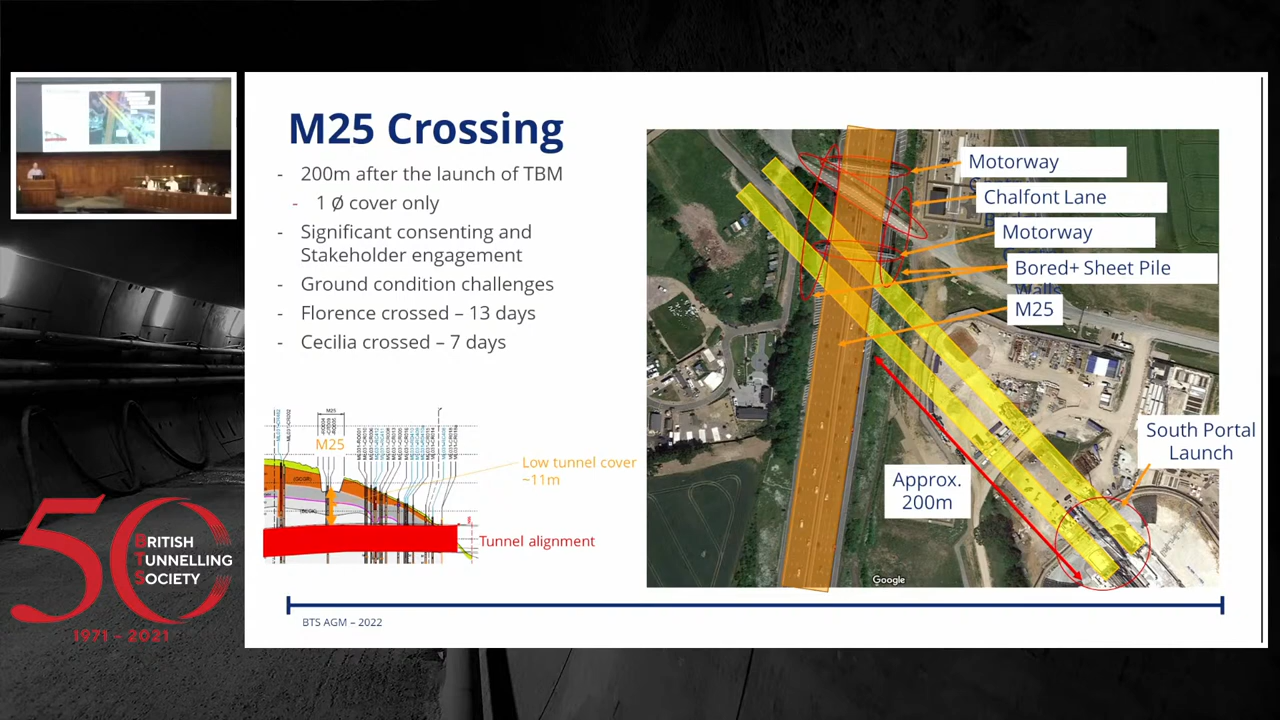 M25 Crossing
- 200m after the launch of TBM
- 1 Ø cover only
- Significant consenting and
Stakeholder engagement
- Ground condition challenges
- Florence crossed – 13 days
- Cecilia crossed – 7 days
Motorway
Chalfont Lane
Motorway
Bored+ Sheet Pile
Walls
M25
South Portal
Launch
Approx.
200m
Google
M25
M25
Low tunnel cover
~11m
Tunnel alignment
50
BRITISH
TUNNELLING
SOCIETY
1971 – 2021
BTS AGM – 2022